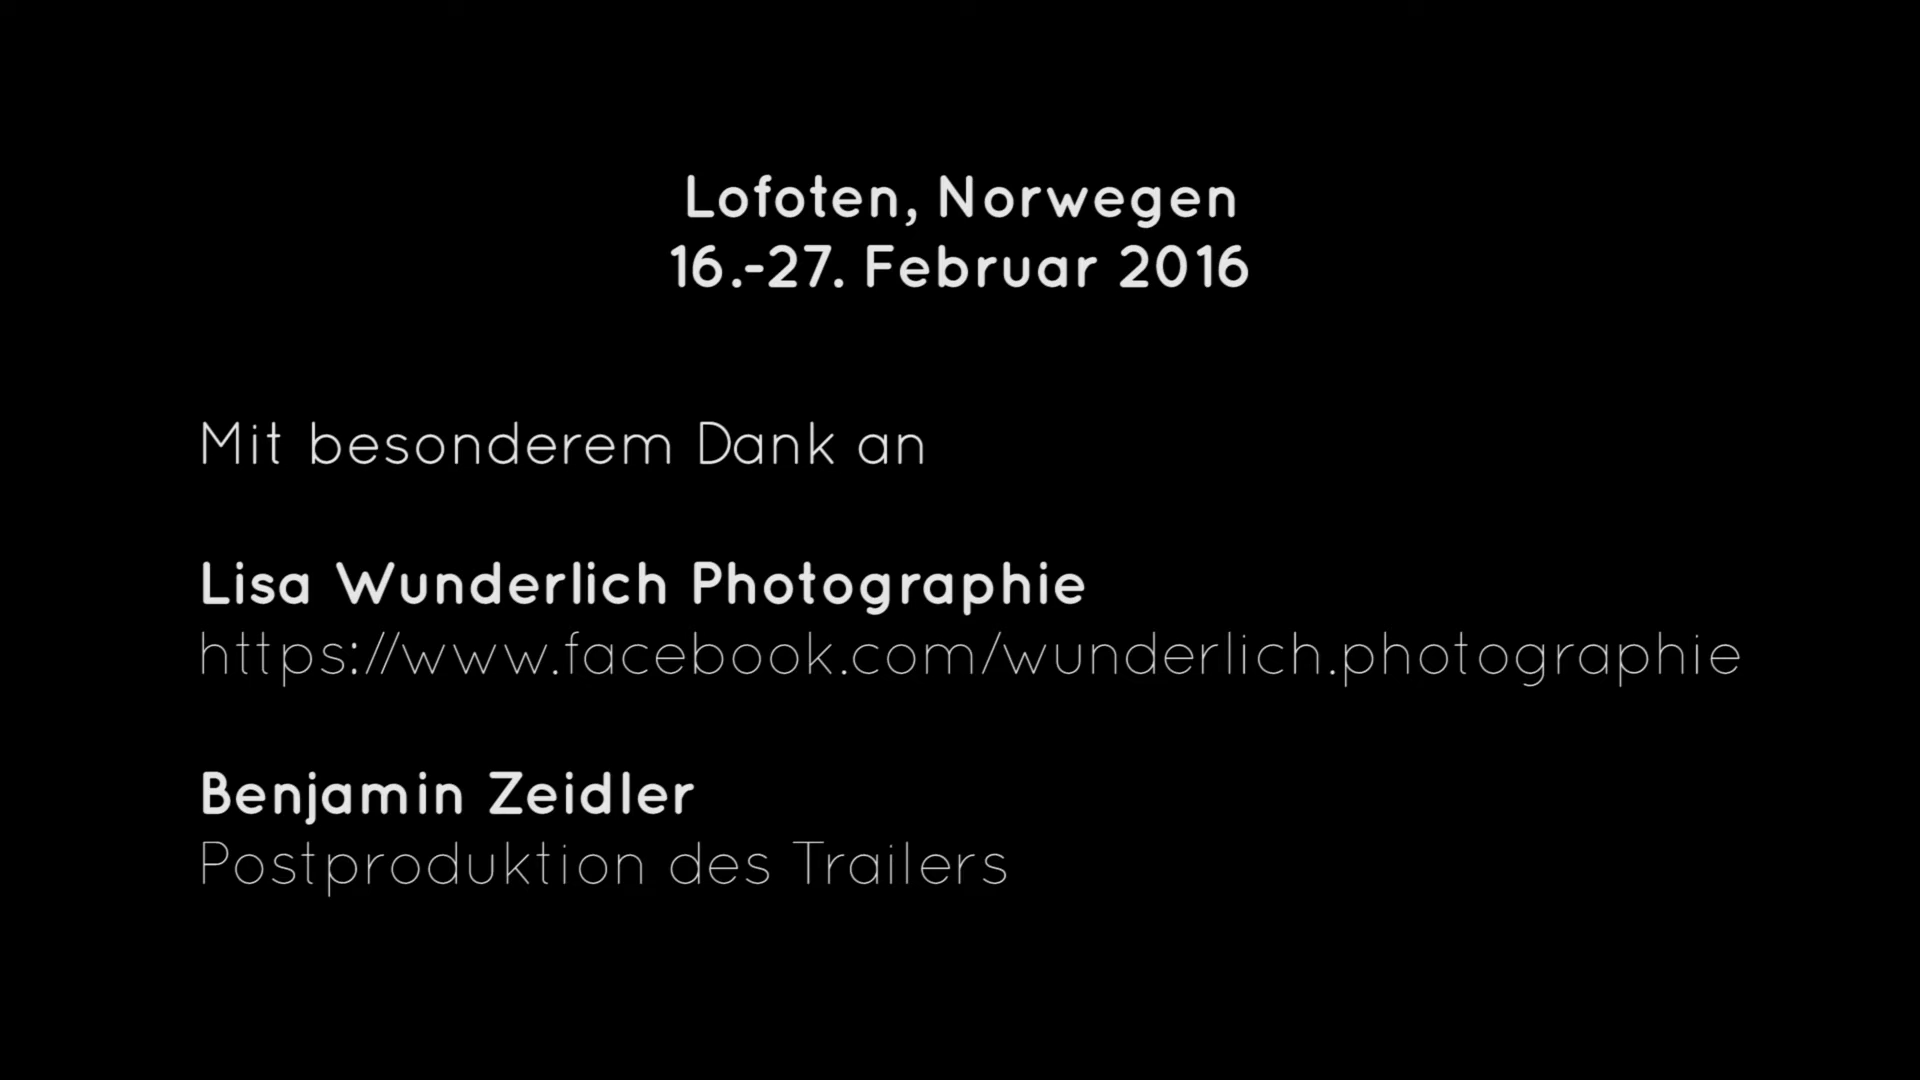 Lofoten, Norwegen
16.-27. Februar 2016
Mit besonderem Dank an
Lisa Wunderlich Photographie
https://www.facebook.com/wunderlich.photographie
Benjamin Zeidler
Postproduktion des Trailers